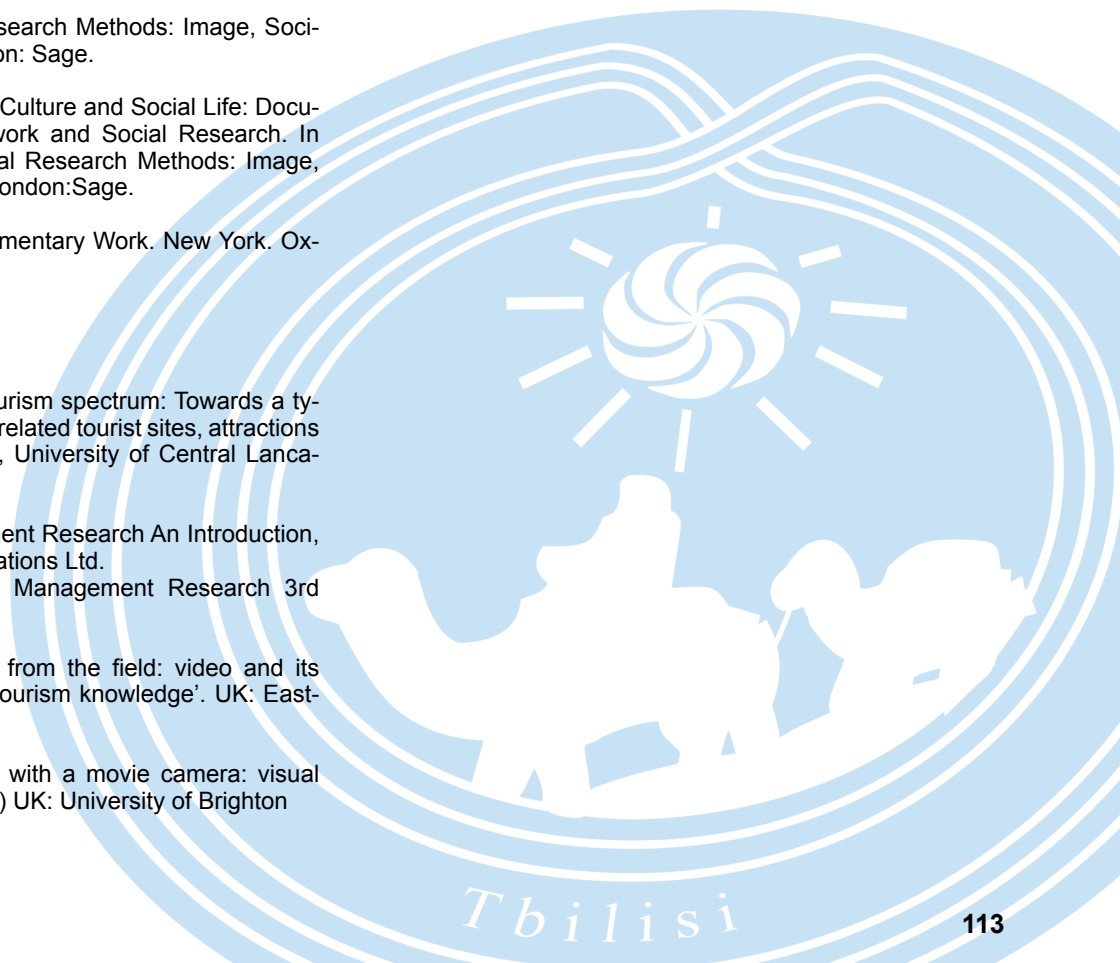 search Methods: Image, Soci-
on: Sage.
Culture and Social Life: Docu-
work and Social Research. In
al Research Methods: Image,
ondon:Sage.
mentary Work. New York. Ox-
urism spectrum: Towards a ty-
related tourist sites, attractions
, University of Central Lanca-
ent Research An Introduction,
ations Ltd.
Management Research 3rd
from the field: video and its
ourism knowledge’. UK: East-
with a movie camera: visual
) UK: University of Brighton
Tbilisi
113